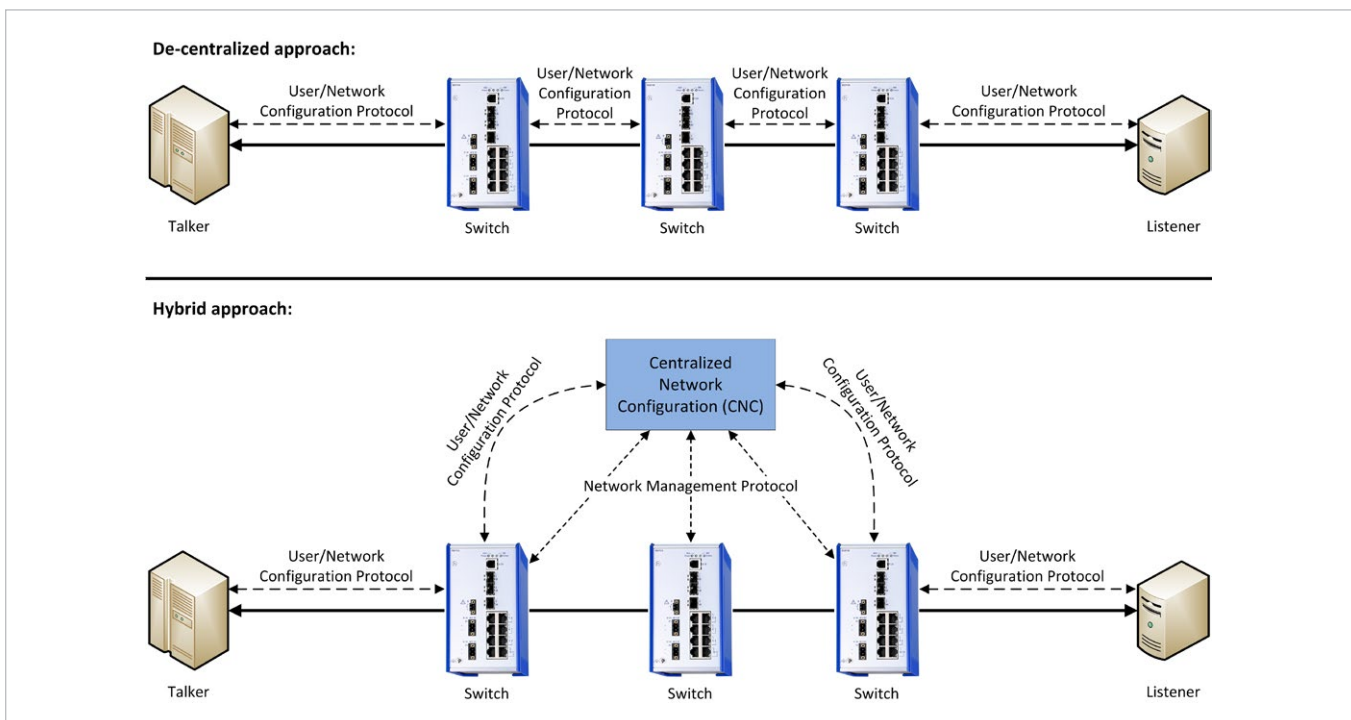 De-centralized approach:
User/Network
Configuration Protocol
User/Network
Configuration
Protocol
User/Network
Configuration
Protocol
User/Network
Configuration Protocol
Talker
Switch
Switch
Switch
Listener
Hybrid approach:
Centralized
Network
Configuration (CNC)
User/Network
Configuration Protocol
User/Network
Configuration Protocol
Network Management Protocol
User/Network
Configuration Protocol
User/Network
Configuration Protocol
Talker
Switch
Switch
Switch
Listener